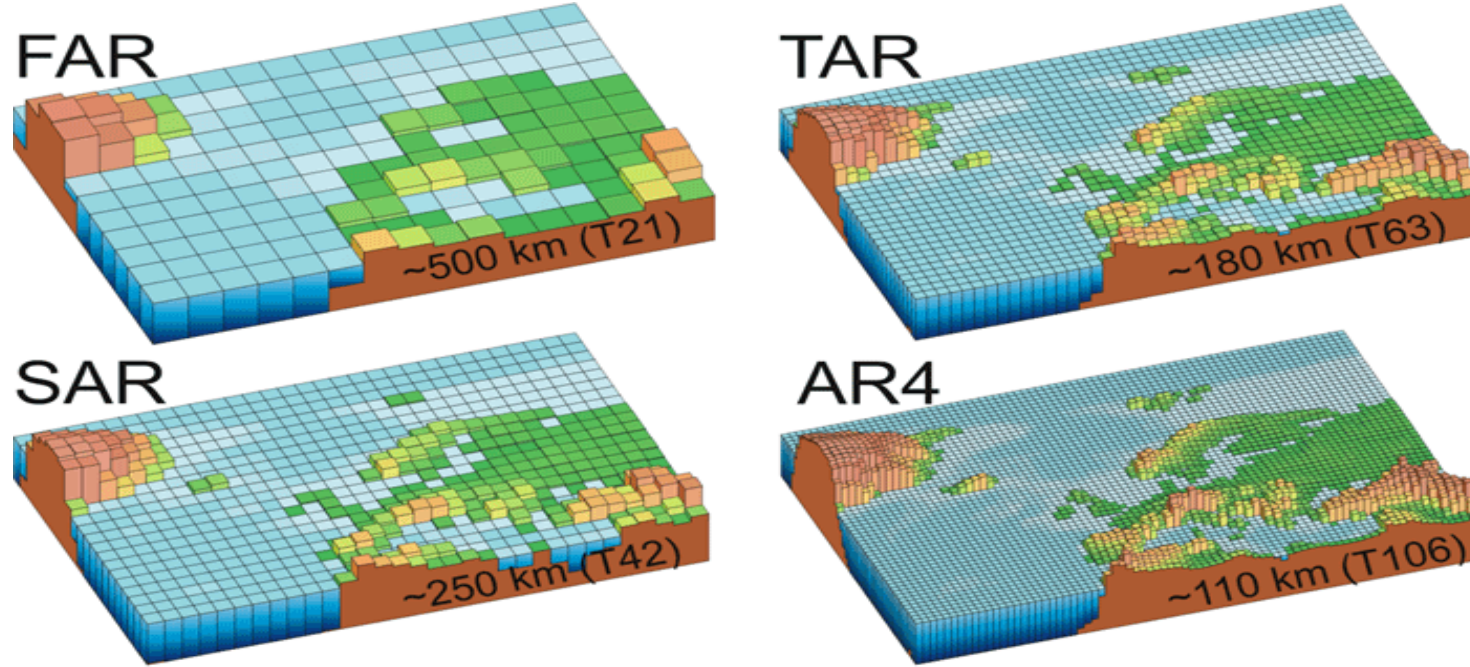 FAR
~500 km (T21)
TAR
~180 km (T63)
SAR
~250 km (T42)
AR4
~110 km (T106)